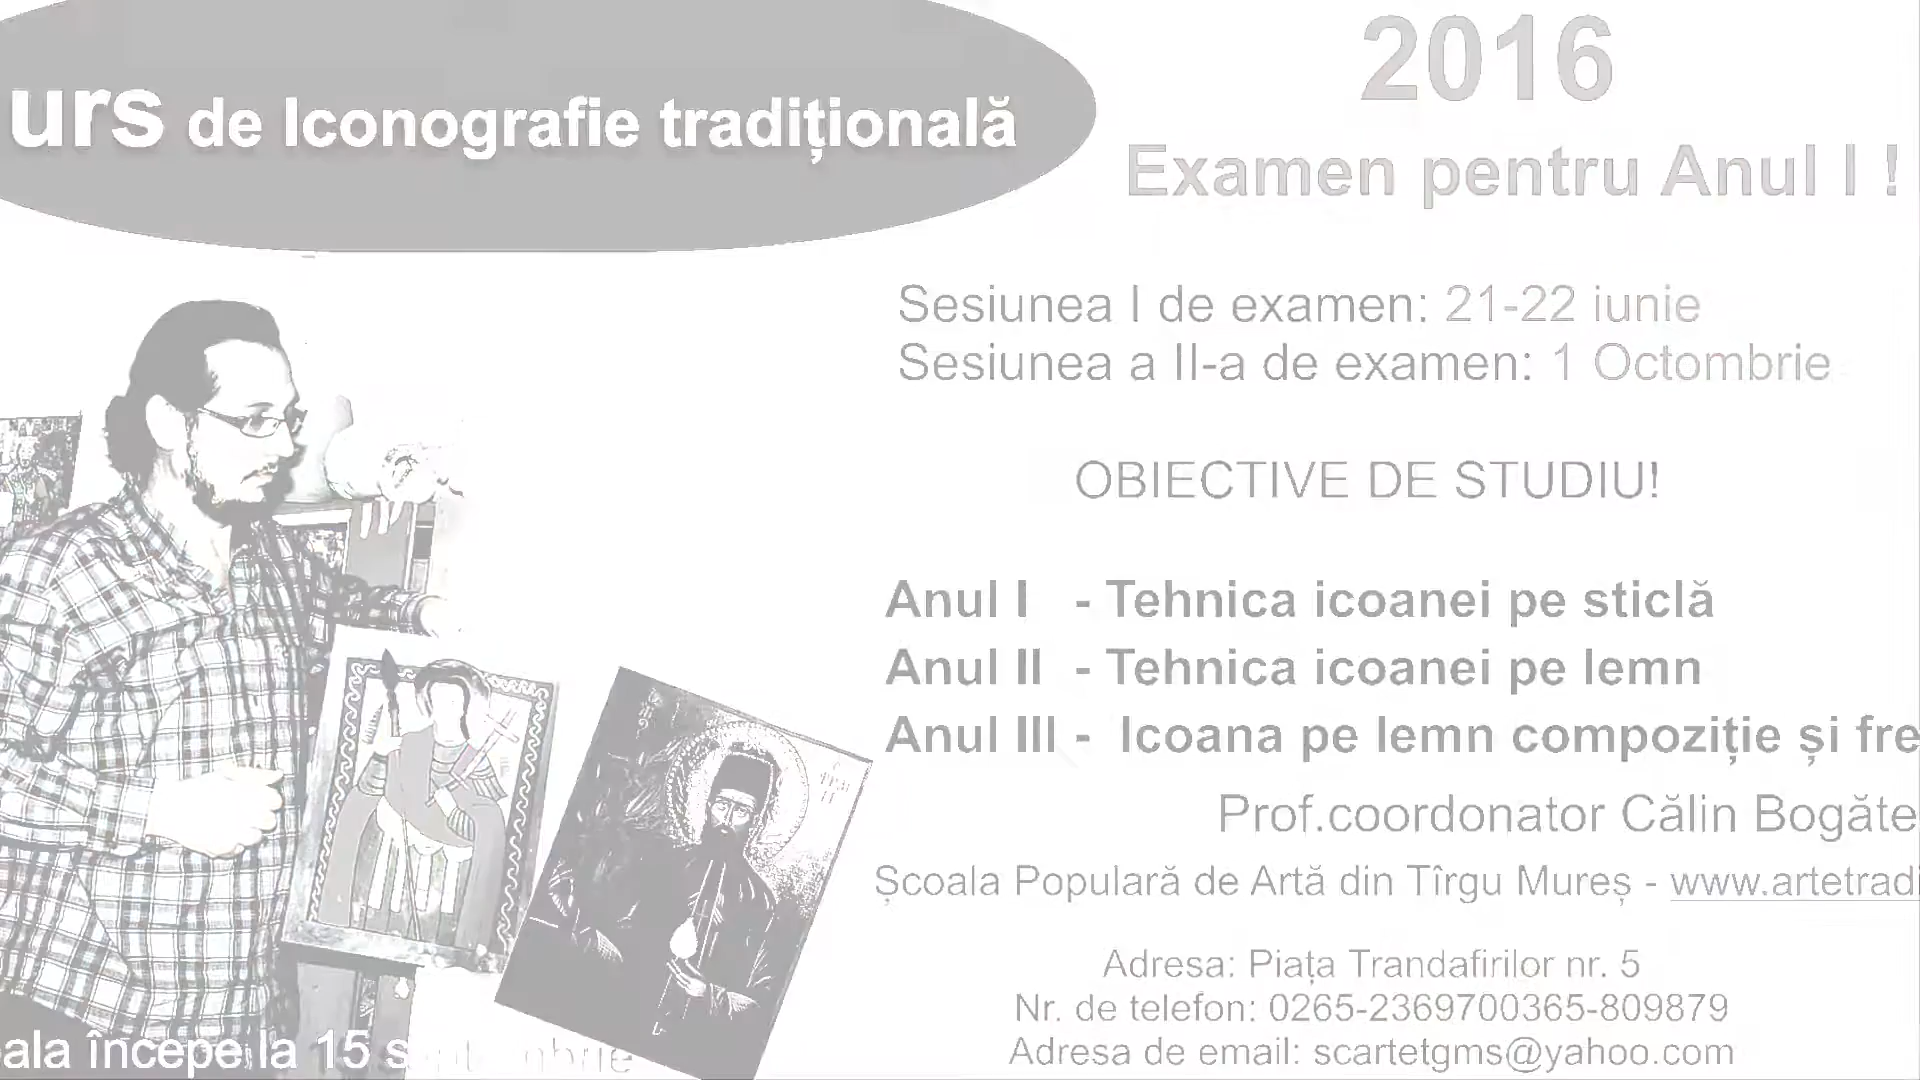 urs de Iconografie tradițională
2016
Examen pentru Anul I !
Sesiunea I de examen: 21-22 iunie
Sesiunea a II-a de examen: 1 Octombrie
OBIECTIVE DE STUDIU!
Anul I - Tehnica icoanei pe sticlă
Anul II - Tehnica icoanei pe lemn
Anul III - Icoana pe lemn compoziție și fre
Prof.coordonator Călin Bogăte
Școala Populară de Artă din Tîrgu Mureș - www.artetradi
Adresa: Piața Trandafirilor nr. 5
Nr. de telefon: 0265-2369700365-809879
Adresa de email: scartetgms@yahoo.com
ala începe la 15 septembrie